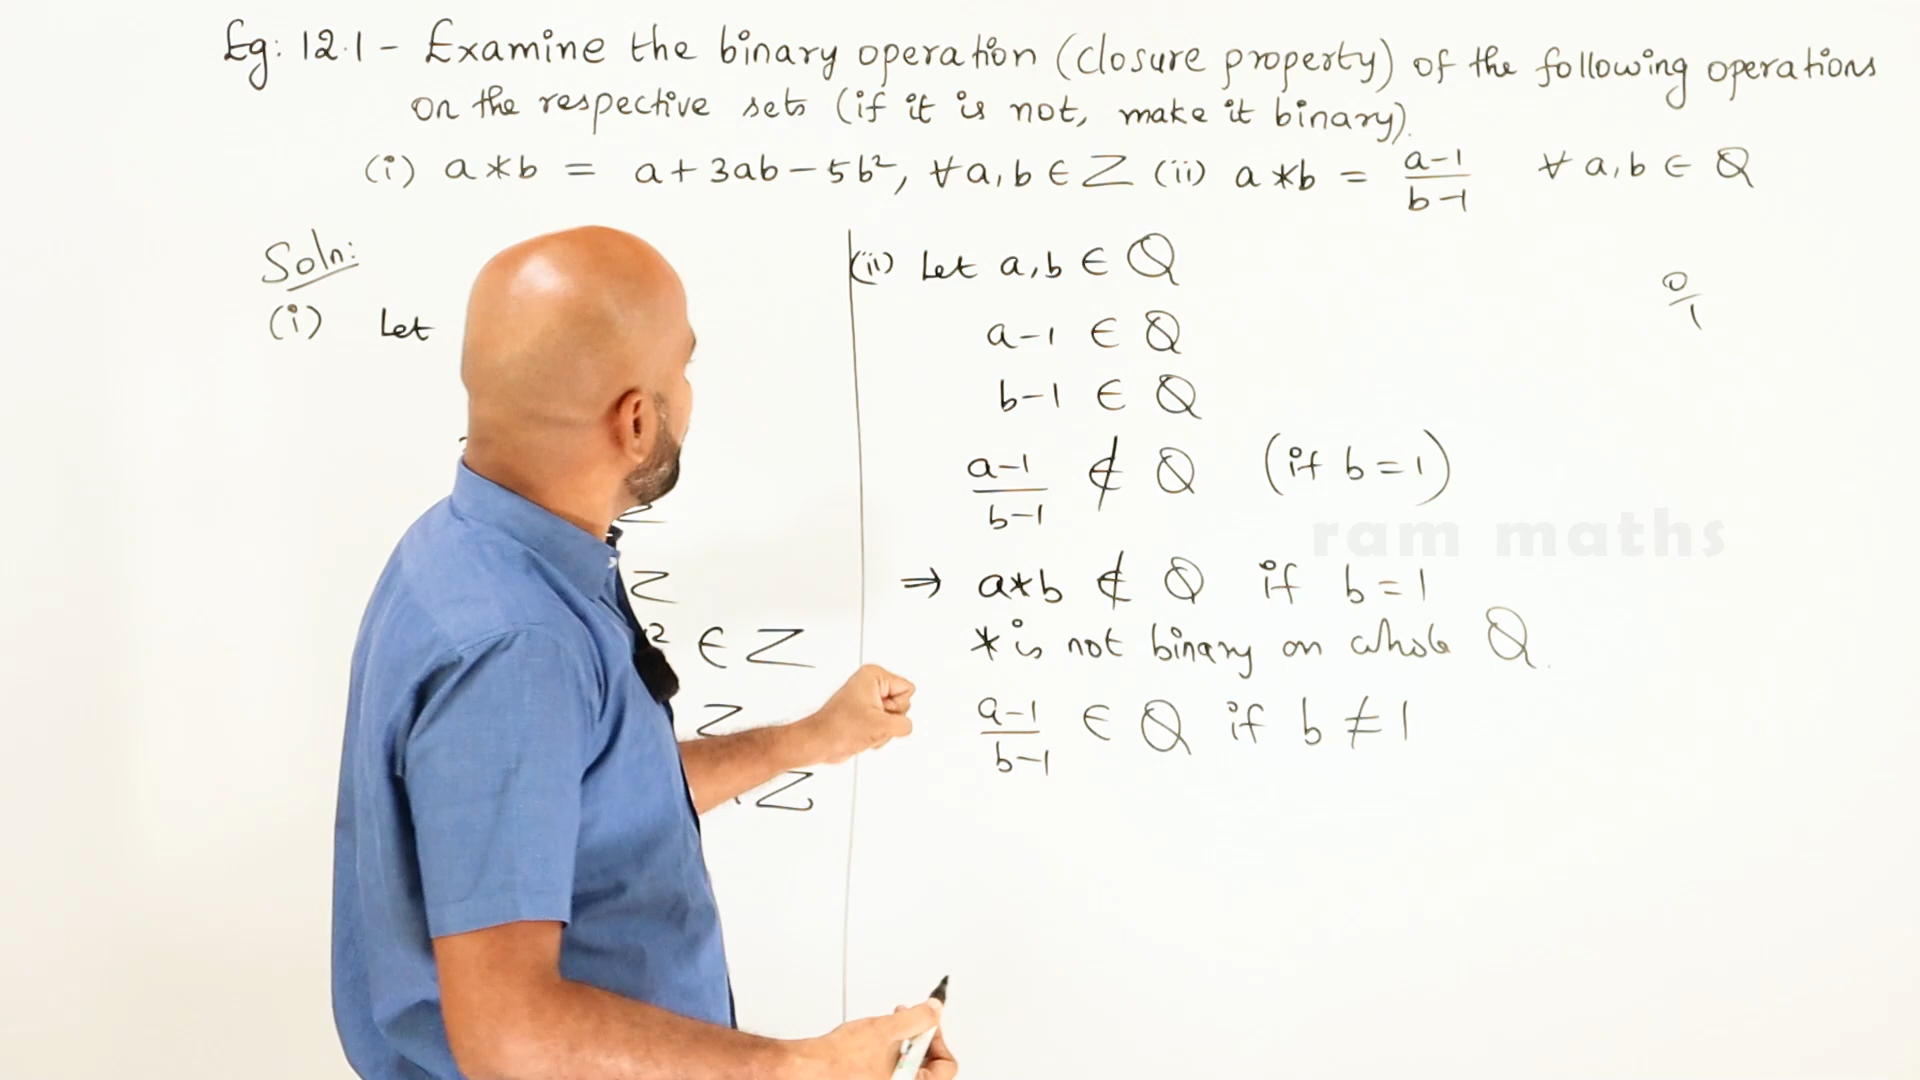 Eg: 12.1 - Examine the binary operation (closure property) of the following operations
on the respective sets (if it is not, make it binary).
(i) a*b = a+3ab-5b², ∀a,b∈Z (ii) a*b = (a-1)/(b-1) ∀a,b∈Q
Soln:
(i) Let
Z
Z
² ∈Z
Z
Z
(ii) Let a,b ∈ Q
0/1
a-1 ∈ Q
b-1 ∈ Q
(a-1)/(b-1) ∉ Q (if b=1)
ram maths
⇒ a*b ∉ Q if b=1
* is not binary on whole Q.
(a-1)/(b-1) ∈ Q if b≠1